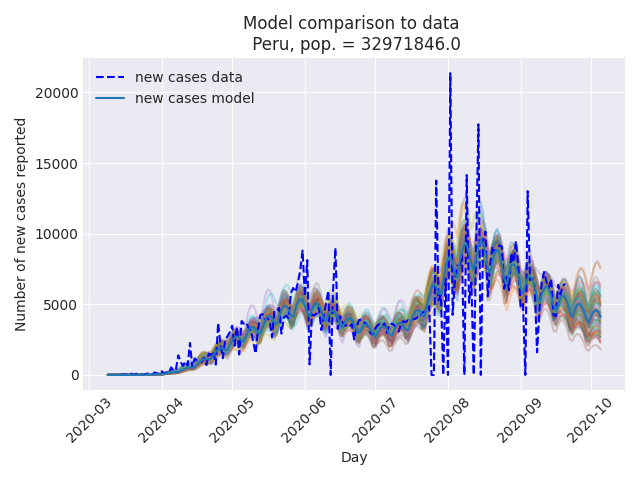 Model comparison to data
Peru, pop. = 32971846.0
new cases data
new cases model
Number of new cases reported
20000
15000
10000
5000
0
2020-03
2020-04
2020-05
2020-06
2020-07
2020-08
2020-09
2020-10
Day